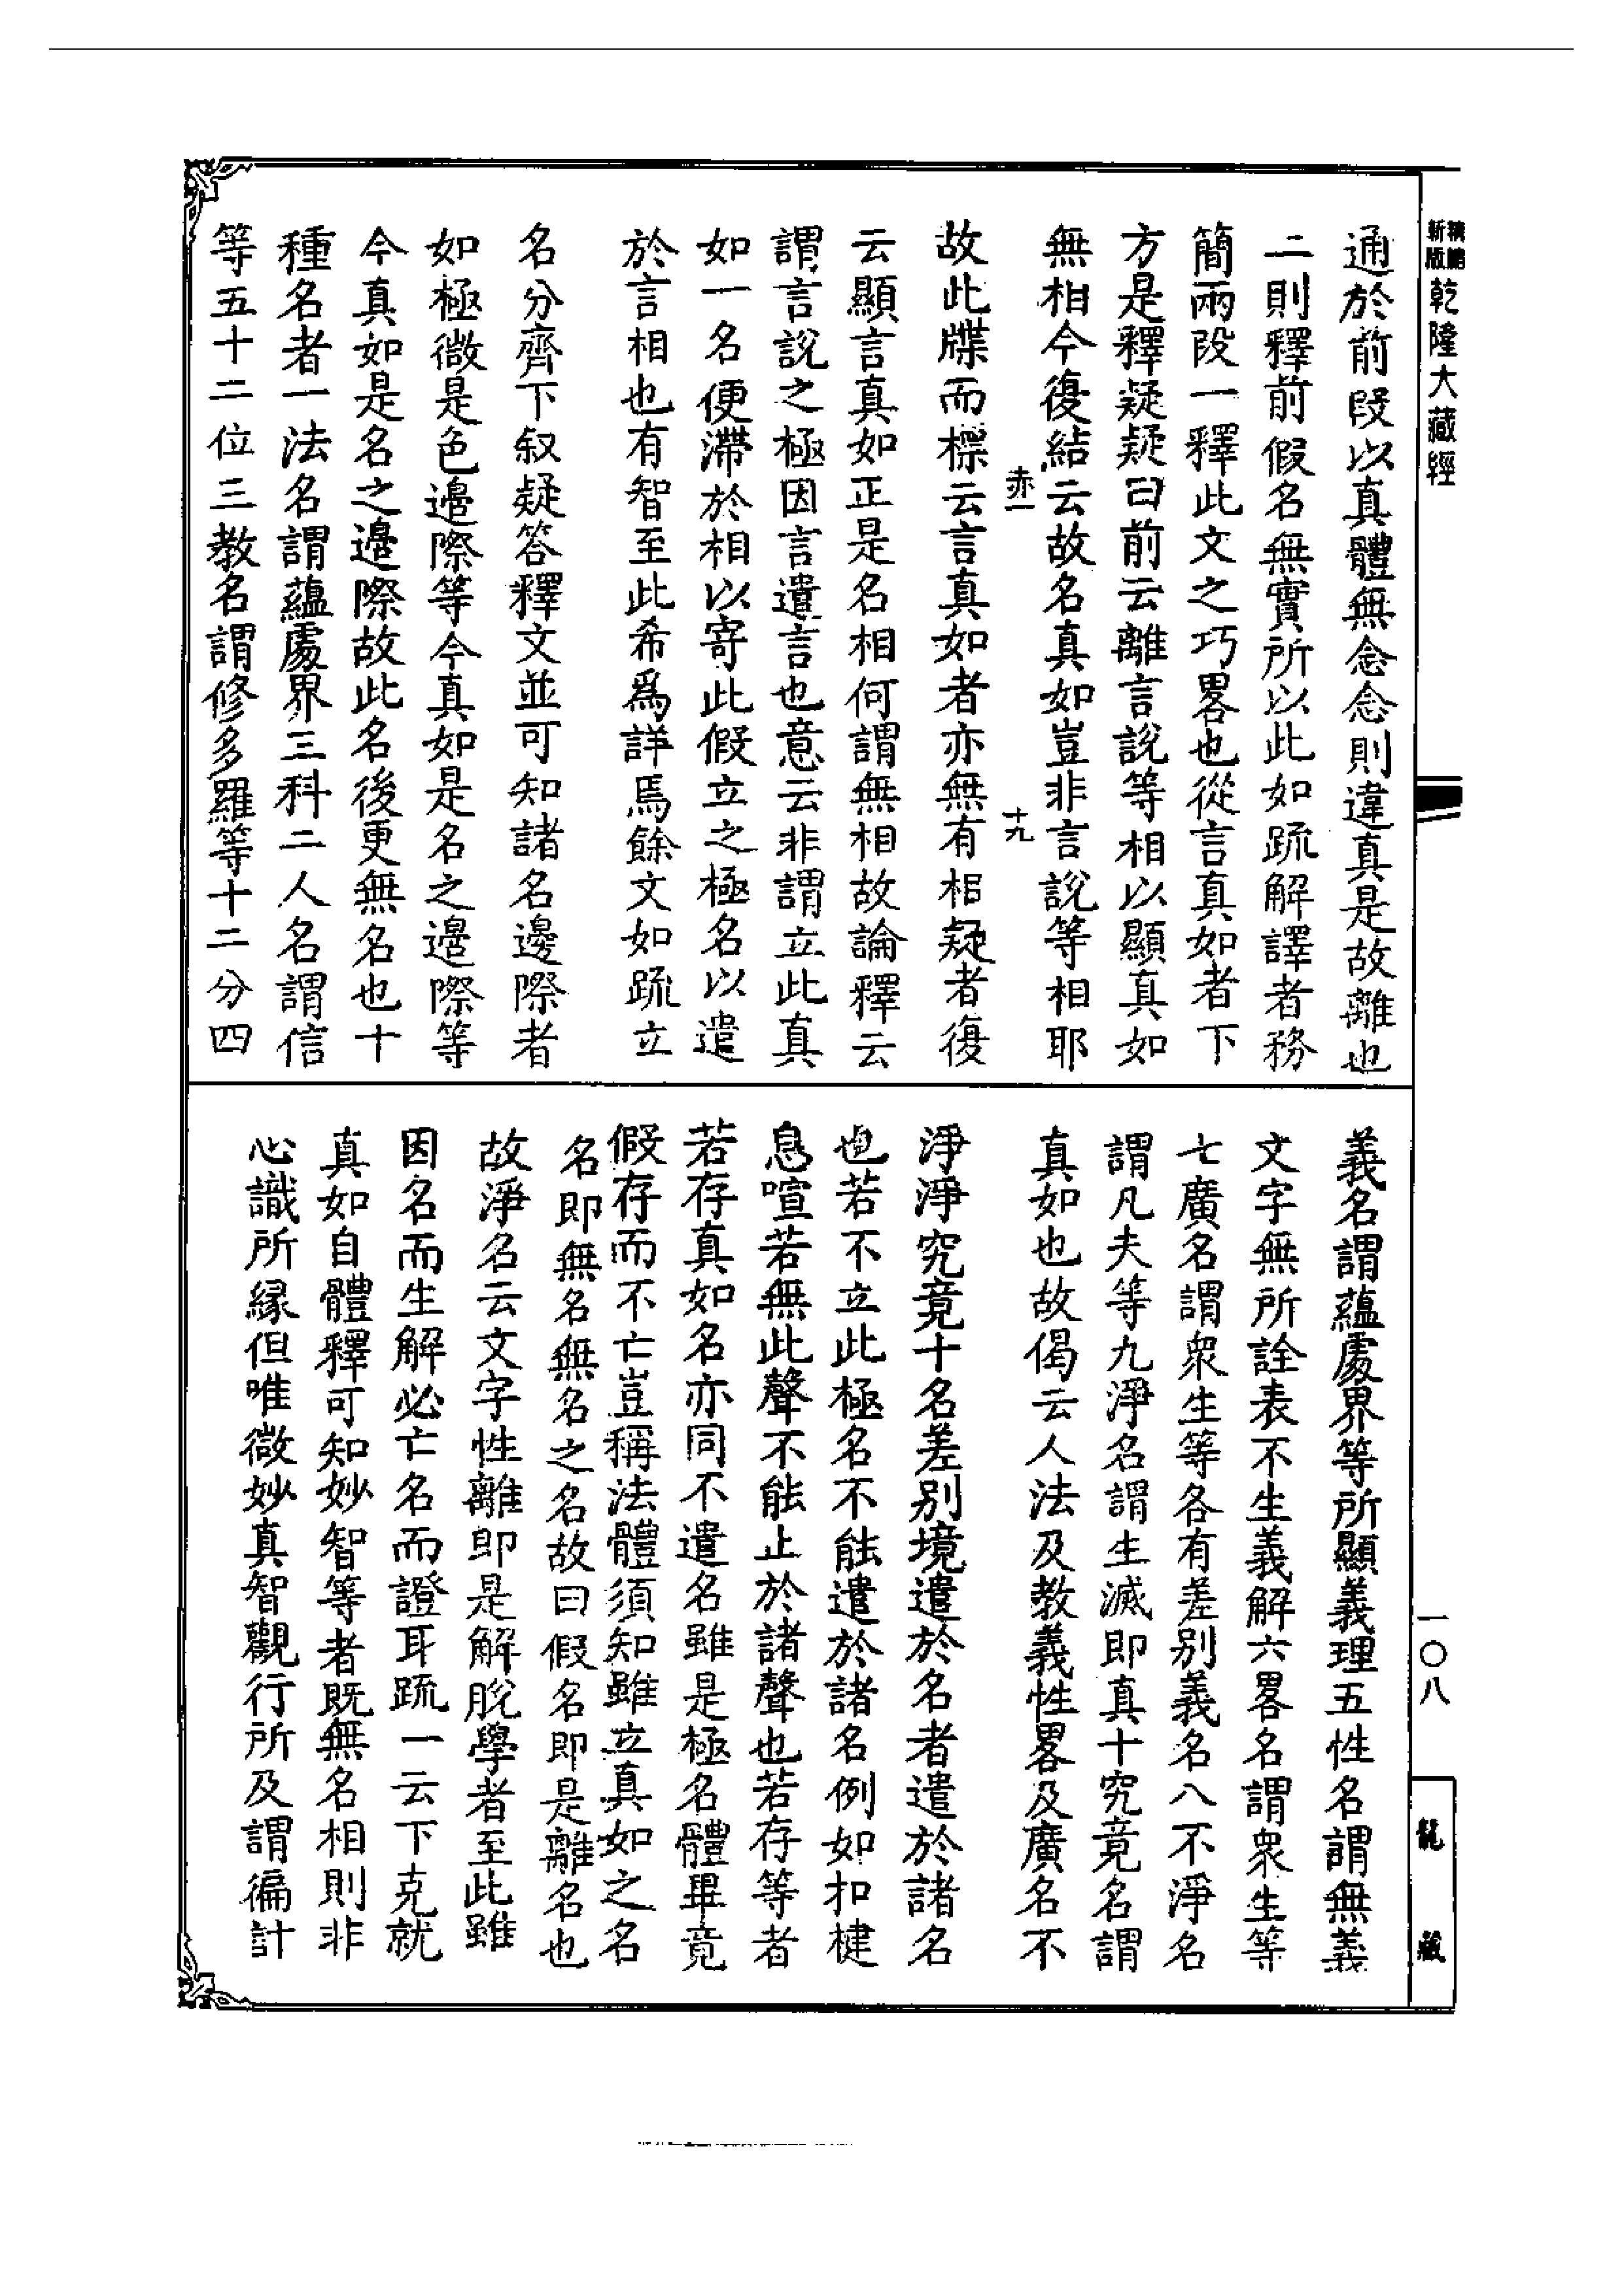 新版
乾隆大藏經
通於前段以真體無念念則違真是故離也
二則釋前假名無實所以此如疏解譯者務
簡兩段一釋此文之巧畧也從言真如者下
方是釋疑疑曰前云離言說等相以顯真如
無相今復結云故名真如豈非言說等相耶
赤一
十九
故此牒而標云言真如者亦無有相疑者復
云顯言真如正是名相何謂無相故論釋云
謂言說之極因言遣言也意云非謂立此真
如一名便滯於相以寄此假立之極名以遣
於言相也有智至此希爲詳焉餘文如疏立
名分齊下叙疑答釋文並可知諸名邊際者
如極微是色邊際等今真如是名之邊際等
今真如是名之邊際故此名後更無名也十
種名者一法名謂蘊處界三科二人名謂信
等五十二位三教名謂修多羅等十二分四
義名謂蘊處界等所顯義理五性名謂無義
文字無所詮表不生義解六畧名謂衆生等
七廣名謂衆生等各有差別義名八不淨名
謂凡夫等九淨名謂生滅即真十究竟名謂
真如也故偈云人法及教義性畧及廣名不
淨淨究竟十名差別境遣於名者遣於諸名
也若不立此極名不能遣於諸名例如扣楗
息喧若無此聲不能止於諸聲也若存等者
若存真如名亦同不遣名雖是極名體畢竟
假存而不亡豈稱法體須知雖立真如之名
名即無名無名之名故曰假名即是離名也
故淨名云文字性離即是解脫學者至此雖
因名而生解必亡名而證耳疏一云下克就
真如自體釋可知妙智等者既無名相則非
心識所緣但唯微妙真智觀行所及謂徧計
一〇八
龍藏